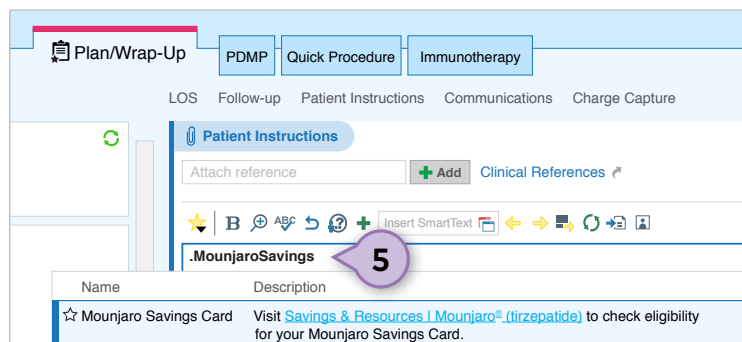 Plan/Wrap-Up
PDMP
Quick Procedure
Immunotherapy
LOS Follow-up Patient Instructions Communications Charge Capture
Patient Instructions
Attach reference
Add
Clinical References
B
ABC
Insert SmartText
.MounjaroSavings
5
Name Description
Mounjaro Savings Card Visit Savings & Resources | Mounjaro® (tirzepatide) to check eligibility
for your Mounjaro Savings Card.